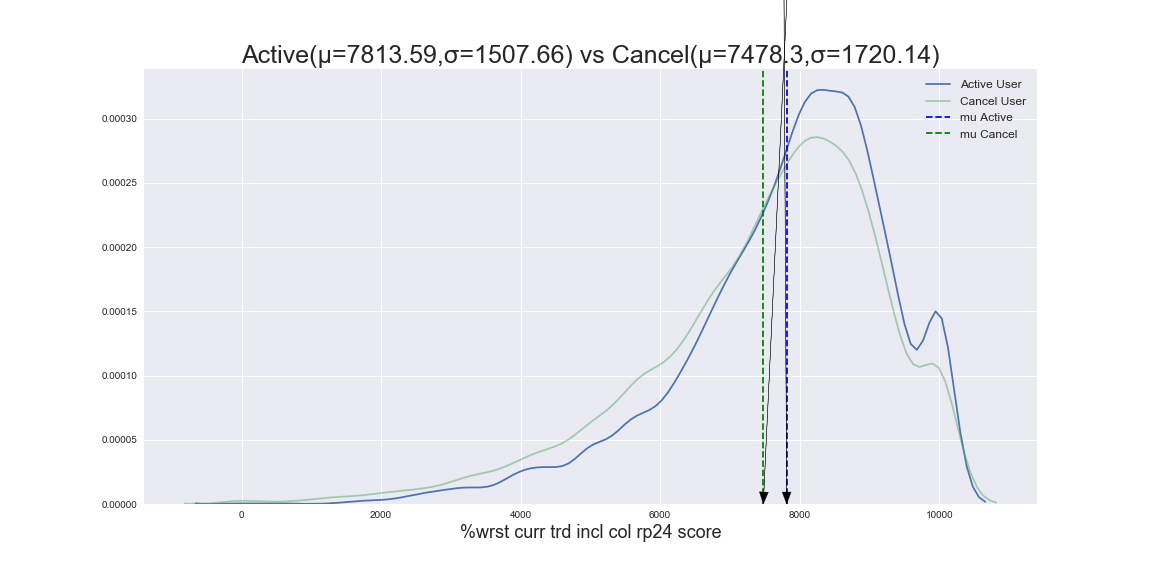 Active(μ=7813.59,σ=1507.66) vs Cancel(μ=7478.3,σ=1720.14)
Active User
Cancel User
mu Active
mu Cancel
0.00030
0.00025
0.00020
0.00015
0.00010
0.00005
0.00000
0 2000 4000 6000 8000 10000
%wrst curr trd incl col rp24 score